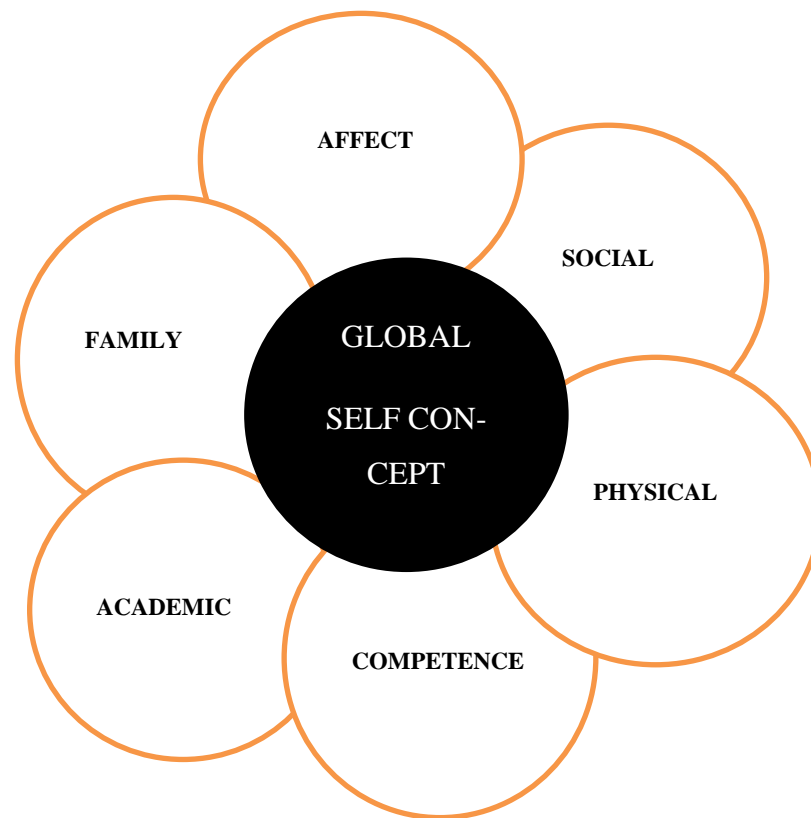 AFFECT
SOCIAL
FAMILY
GLOBAL
SELF CON-
CEPT
PHYSICAL
ACADEMIC
COMPETENCE